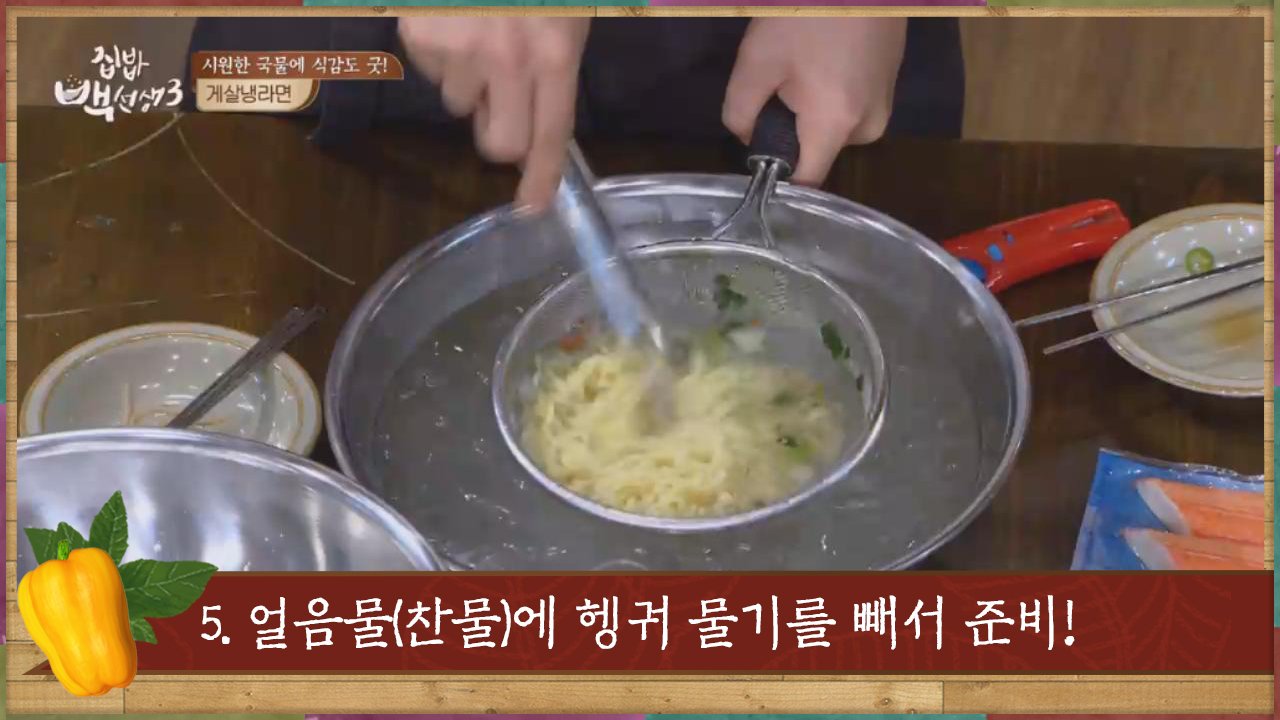 집밥
백선생3
시원한 국물에 식감도 굿!
게살냉라면
5. 얼음물(찬물)에 헹궈 물기를 빼서 준비!